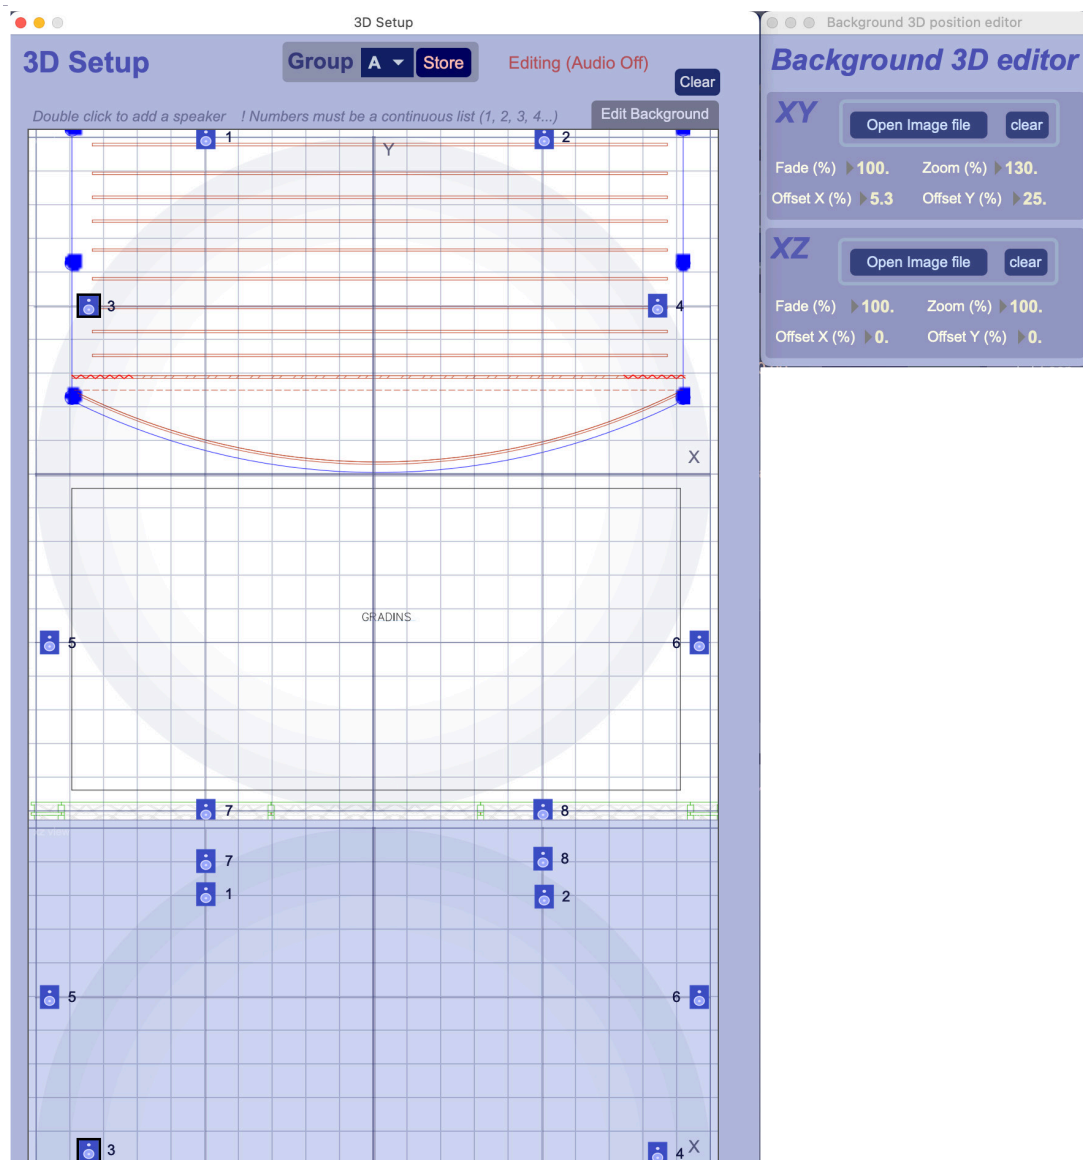 3D Setup
Background 3D position editor
3D Setup
Group A Store
Editing (Audio Off)
Clear
Double click to add a speaker ! Numbers must be a continuous list (1, 2, 3, 4...)
Edit Background
1
2
Y
3
4
X
GRADINS
5
6
7
8
7
8
1
2
5
6
3
4
X
Background 3D editor
XY
Open Image file
clear
Fade (%) 100.
Zoom (%) 130.
Offset X (%) 5.3
Offset Y (%) 25.
XZ
Open Image file
clear
Fade (%) 100.
Zoom (%) 100.
Offset X (%) 0.
Offset Y (%) 0.